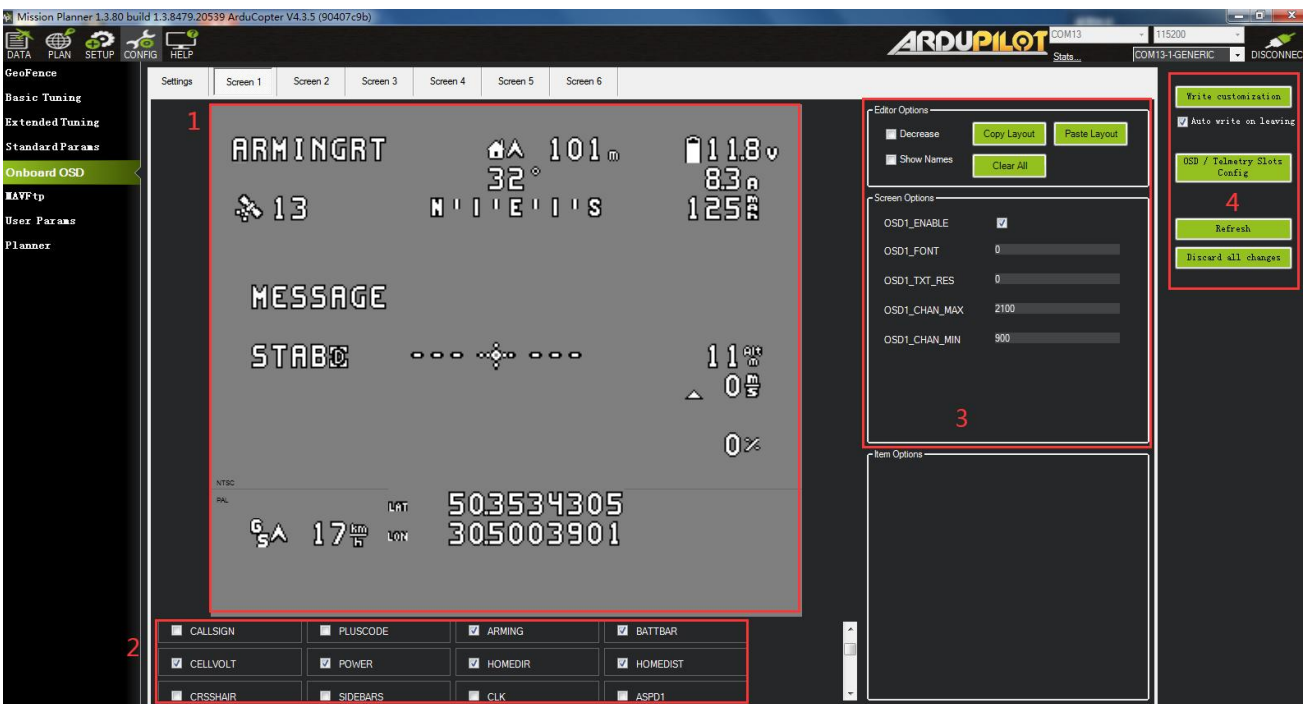 Mission Planner 1.3.80 build 1.3.8479.20539 ArduCopter V4.3.5 (90407c9b)
DATA PLAN SETUP CONFIG HELP
ARDUPILOT
COM13 115200
Stats... COM13-1-GENERIC DISCONNEC
GeoFence
Basic Tuning
Extended Tuning
Standard Params
Onboard OSD
MAVFtp
User Params
Planner
Settings Screen 1 Screen 2 Screen 3 Screen 4 Screen 5 Screen 6
1
ARMINGRT 101m 11.8v
32° 8.3A
13 N E S 125mAH
MESSAGE
STAB 11Alt m
0m/s
0%
NTSC
PAL
LAT 50.3534305
GS 17km/h LON 30.5003901
2
CALLSIGN PLUSCODE ARMING BATTBAR
CELLVOLT POWER HOMEDIR HOMEDIST
CRSSHAIR SIDEBARS CLK ASPD1
Editor Options
Decrease Copy Layout Paste Layout
Show Names Clear All
Screen Options
OSD1_ENABLE
OSD1_FONT 0
OSD1_TXT_RES 0
OSD1_CHAN_MAX 2100
OSD1_CHAN_MIN 900
3
Item Options
Write customization
Auto write on leaving
OSD / Telmetry Slots
Config
4
Refresh
Discard all changes